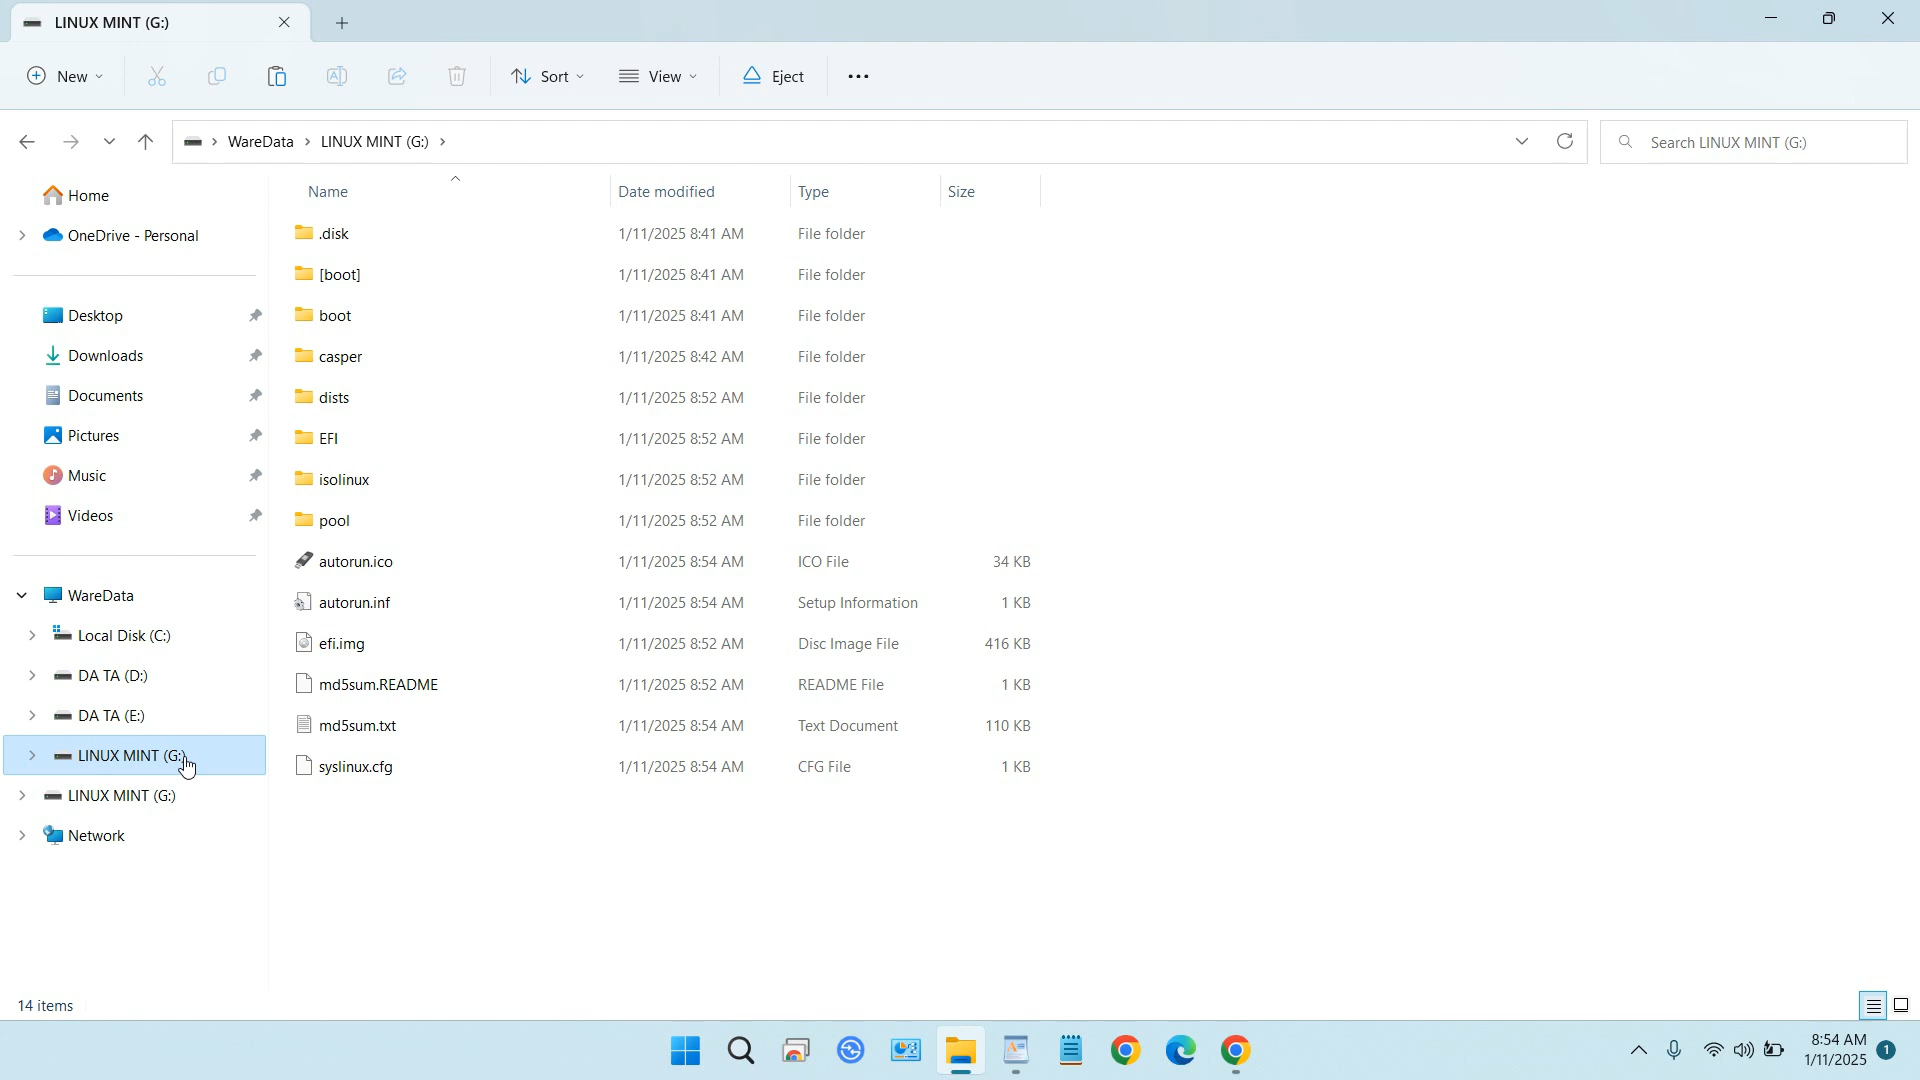 LINUX MINT (G:)
New
Sort
View
Eject
WareData
LINUX MINT (G:)
Search LINUX MINT (G:)
Home
OneDrive - Personal
Desktop
Downloads
Documents
Pictures
Music
Videos
WareData
Local Disk (C:)
DA TA (D:)
DA TA (E:)
LINUX MINT (G:)
LINUX MINT (G:)
Network
Name Date modified Type Size
.disk 1/11/2025 8:41 AM File folder
[boot] 1/11/2025 8:41 AM File folder
boot 1/11/2025 8:41 AM File folder
casper 1/11/2025 8:42 AM File folder
dists 1/11/2025 8:52 AM File folder
EFI 1/11/2025 8:52 AM File folder
isolinux 1/11/2025 8:52 AM File folder
pool 1/11/2025 8:52 AM File folder
autorun.ico 1/11/2025 8:54 AM ICO File 34 KB
autorun.inf 1/11/2025 8:54 AM Setup Information 1 KB
efi.img 1/11/2025 8:52 AM Disc Image File 416 KB
md5sum.README 1/11/2025 8:52 AM README File 1 KB
md5sum.txt 1/11/2025 8:54 AM Text Document 110 KB
syslinux.cfg 1/11/2025 8:54 AM CFG File 1 KB
14 items
8:54 AM
1/11/2025
1